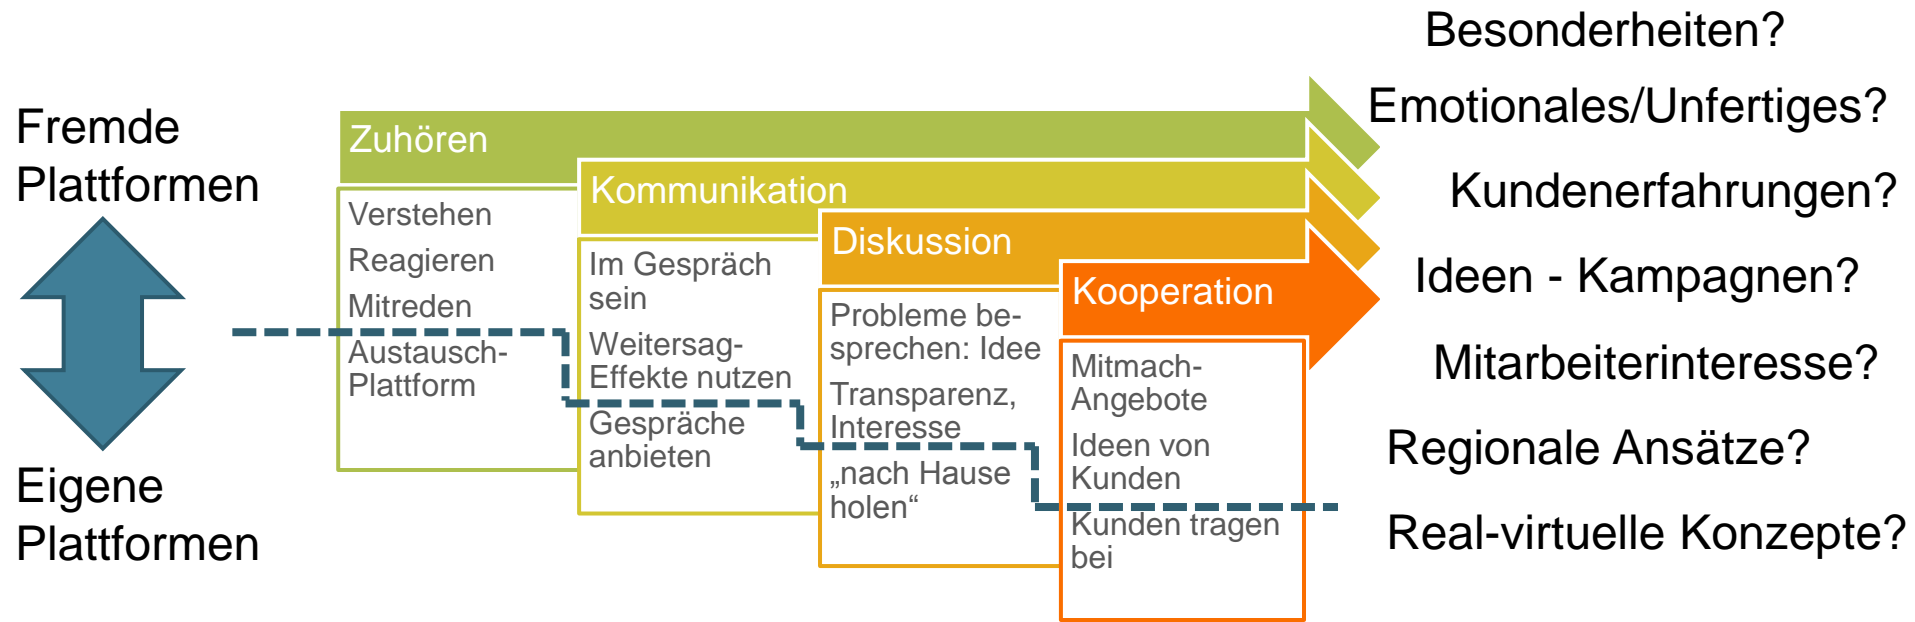 Fremde
Plattformen
Eigene
Plattformen
Zuhören
Verstehen
Reagieren
Mitreden
Austausch-
Plattform
Kommunikation
Im Gespräch
sein
Weitersag-
Effekte nutzen
Gespräche
anbieten
Diskussion
Probleme be-
sprechen: Idee
Transparenz,
Interesse
„nach Hause
holen“
Kooperation
Mitmach-
Angebote
Ideen von
Kunden
Kunden tragen
bei
Besonderheiten?
Emotionales/Unfertiges?
Kundenerfahrungen?
Ideen - Kampagnen?
Mitarbeiterinteresse?
Regionale Ansätze?
Real-virtuelle Konzepte?